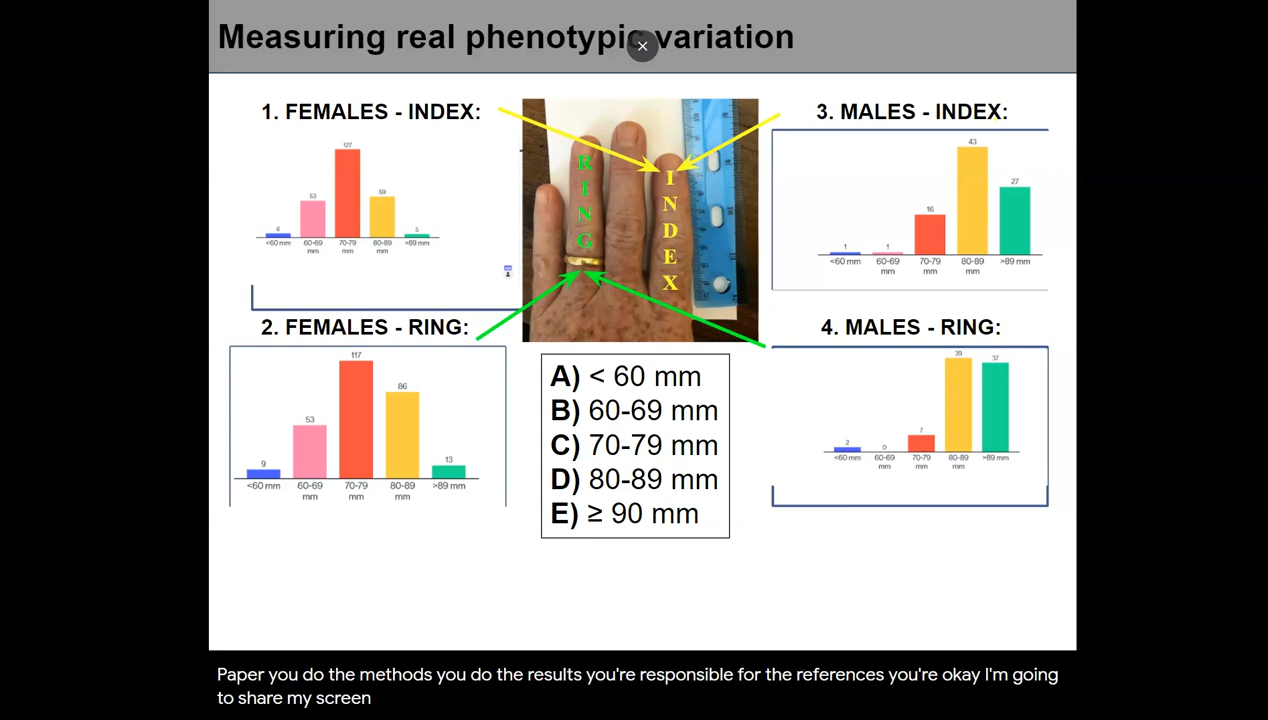 Measuring real phenotypic variation
1. FEMALES - INDEX:
127
53
59
6
5
<60 mm
60-69
mm
70-79
mm
80-89
mm
>89 mm
RING
INDEX
3. MALES - INDEX:
43
27
16
1
1
<60 mm
60-69
mm
70-79
mm
80-89
mm
>89 mm
2. FEMALES - RING:
117
86
53
9
13
<60 mm
60-69
mm
70-79
mm
80-89
mm
>89 mm
A) < 60 mm
B) 60-69 mm
C) 70-79 mm
D) 80-89 mm
E) ≥ 90 mm
4. MALES - RING:
39
37
7
2
0
<60 mm
60-69
mm
70-79
mm
80-89
mm
>89 mm
Paper you do the methods you do the results you're responsible for the references you're okay I'm going
to share my screen